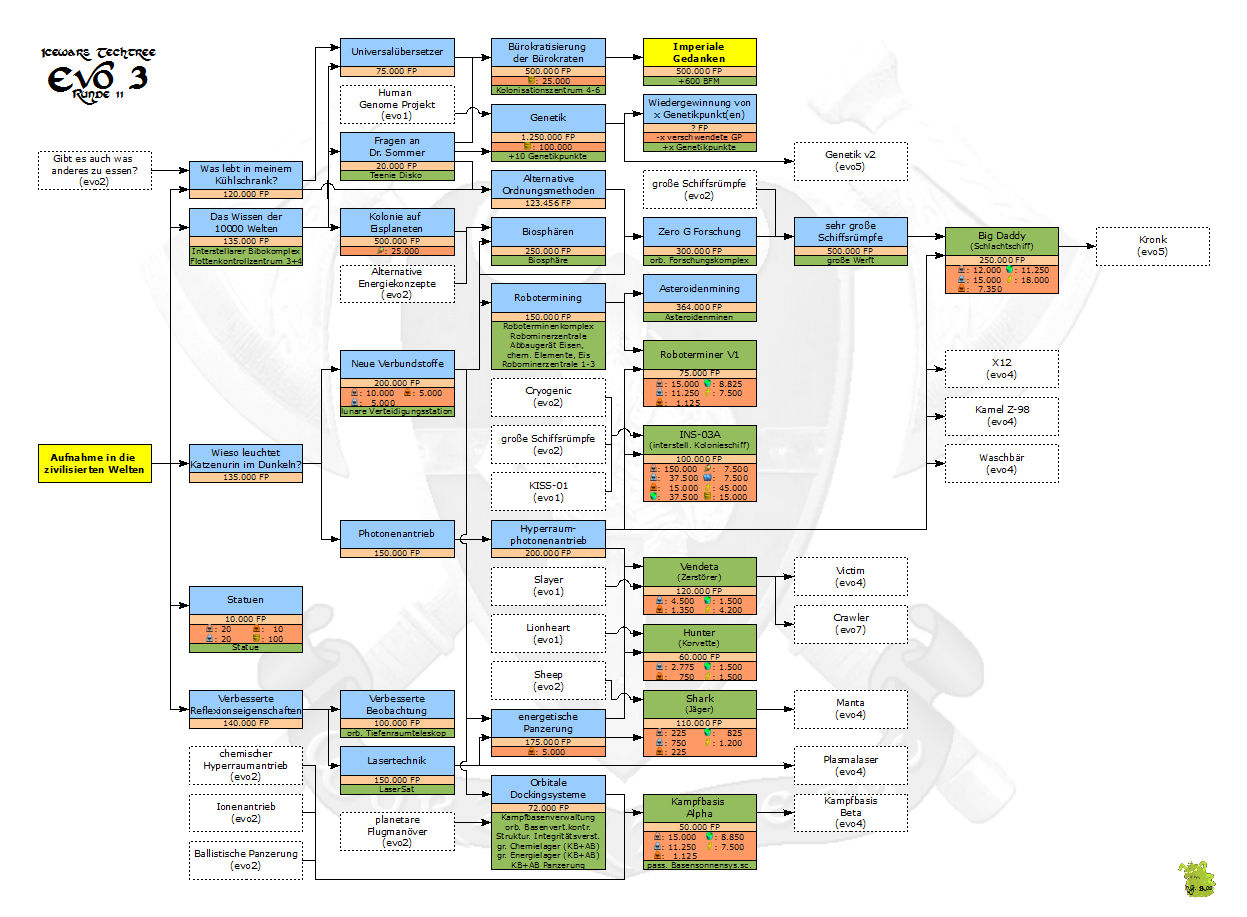 Icewars Techtree
Evo 3
Runde 11
Gibt es auch was
anderes zu essen?
(evo2)
Aufnahme in die
zivilisierten Welten
Was lebt in meinem
Kühlschrank?
120.000 FP
Das Wissen der
10000 Welten
135.000 FP
Interstellarer Bibokomplex
Flottenkontrollzentrum 3+4
Wieso leuchtet
Katzenurin im Dunkeln?
135.000 FP
Statuen
10.000 FP
: 20 : 10
: 20 : 100
Statue
Verbesserte
Reflexionseigenschaften
140.000 FP
chemischer
Hyperraumantrieb
(evo2)
Ionenantrieb
(evo2)
Ballistische Panzerung
(evo2)
Universalübersetzer
75.000 FP
Human
Genome Projekt
(evo1)
Fragen an
Dr. Sommer
20.000 FP
Teenie Disko
Kolonie auf
Eisplaneten
500.000 FP
: 25.000
Alternative
Energiekonzepte
(evo2)
Neue Verbundstoffe
200.000 FP
: 10.000 : 5.000
: 5.000
lunare Verteidigungsstation
Photonenantrieb
150.000 FP
Verbesserte
Beobachtung
100.000 FP
orb. Tiefenraumteleskop
Lasertechnik
150.000 FP
LaserSat
planetare
Flugmanöver
(evo2)
Bürokratisierung
der Bürokraten
500.000 FP
: 25.000
Kolonisationszentrum 4-6
Genetik
1.250.000 FP
: 100.000
+10 Genetikpunkte
Alternative
Ordnungsmethoden
123.456 FP
Biosphären
250.000 FP
Biosphäre
Robotermining
150.000 FP
Roboterminenkomplex
Robominerzentrale
Abbaugerät Eisen,
chem. Elemente, Eis
Robominerzentrale 1-3
Cryogenic
(evo2)
große Schiffsrümpfe
(evo2)
KISS-01
(evo1)
Hyperraum-
photonenantrieb
200.000 FP
Slayer
(evo1)
Lionheart
(evo1)
Sheep
(evo2)
energetische
Panzerung
175.000 FP
: 5.000
Orbitale
Dockingsysteme
72.000 FP
Kampfbasenverwaltung
orb. Basenvert.kontr.
Struktur. Integritätsverst.
gr. Chemielager (KB+AB)
gr. Energielager (KB+AB)
KB+AB Panzerung
Imperiale
Gedanken
500.000 FP
+600 BFM
Wiedergewinnung von
x Genetikpunkt(en)
? FP
-x verschwendete GP
+x Genetikpunkte
große Schiffsrümpfe
(evo2)
Zero G Forschung
300.000 FP
orb. Forschungskomplex
Asteroidenmining
364.000 FP
Asteroidenminen
Roboterminer V1
75.000 FP
: 15.000 : 8.825
: 11.250 : 7.500
: 1.125
INS-03A
(interstell. Kolonieschiff)
100.000 FP
: 150.000 : 7.500
: 37.500 : 7.500
: 15.000 : 45.000
: 37.500 : 15.000
Vendeta
(Zerstörer)
120.000 FP
: 4.500 : 1.500
: 1.350 : 4.200
Hunter
(Korvette)
60.000 FP
: 2.775 : 1.500
: 750 : 1.500
Shark
(Jäger)
110.000 FP
: 225 : 825
: 750 : 1.200
: 225
Kampfbasis
Alpha
50.000 FP
: 15.000 : 8.850
: 11.250 : 7.500
: 1.125
pass. Basensonnensys.sc.
Genetik v2
(evo5)
sehr große
Schiffsrümpfe
500.000 FP
große Werft
Victim
(evo4)
Crawler
(evo7)
Manta
(evo4)
Plasmalaser
(evo4)
Kampfbasis
Beta
(evo4)
Big Daddy
(Schlachtschiff)
250.000 FP
: 12.000 : 11.250
: 15.000 : 18.000
: 7.350
X12
(evo4)
Kamel Z-98
(evo4)
Waschbär
(evo4)
Kronk
(evo5)